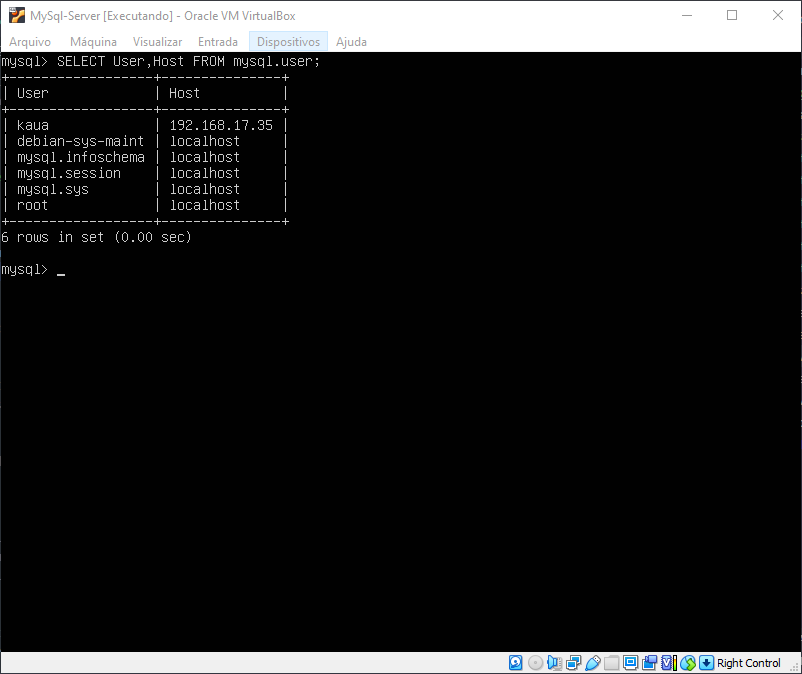 MySql-Server [Executando] - Oracle VM VirtualBox
Arquivo Máquina Visualizar Entrada Dispositivos Ajuda
mysql> SELECT User,Host FROM mysql.user;
+------------------+---------------+
| User             | Host          |
+------------------+---------------+
| kaua             | 192.168.17.35 |
| debian-sys-maint | localhost     |
| mysql.infoschema | localhost     |
| mysql.session    | localhost     |
| mysql.sys        | localhost     |
| root             | localhost     |
+------------------+---------------+
6 rows in set (0.00 sec)
mysql> _
Right Control